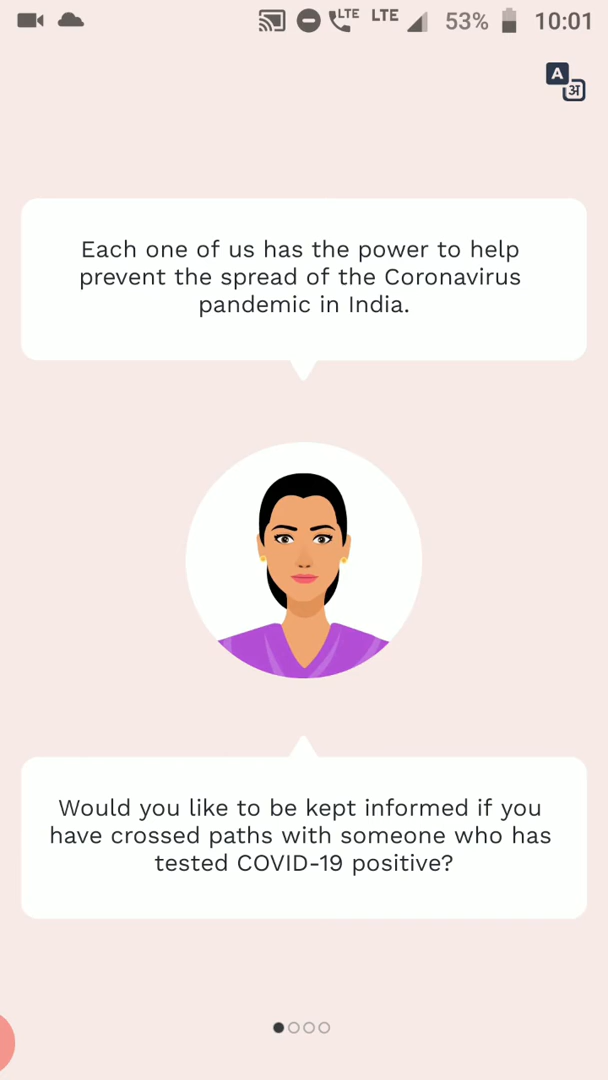 LTE LTE 53% 10:01
A
अ
Each one of us has the power to help
prevent the spread of the Coronavirus
pandemic in India.
Would you like to be kept informed if you
have crossed paths with someone who has
tested COVID-19 positive?